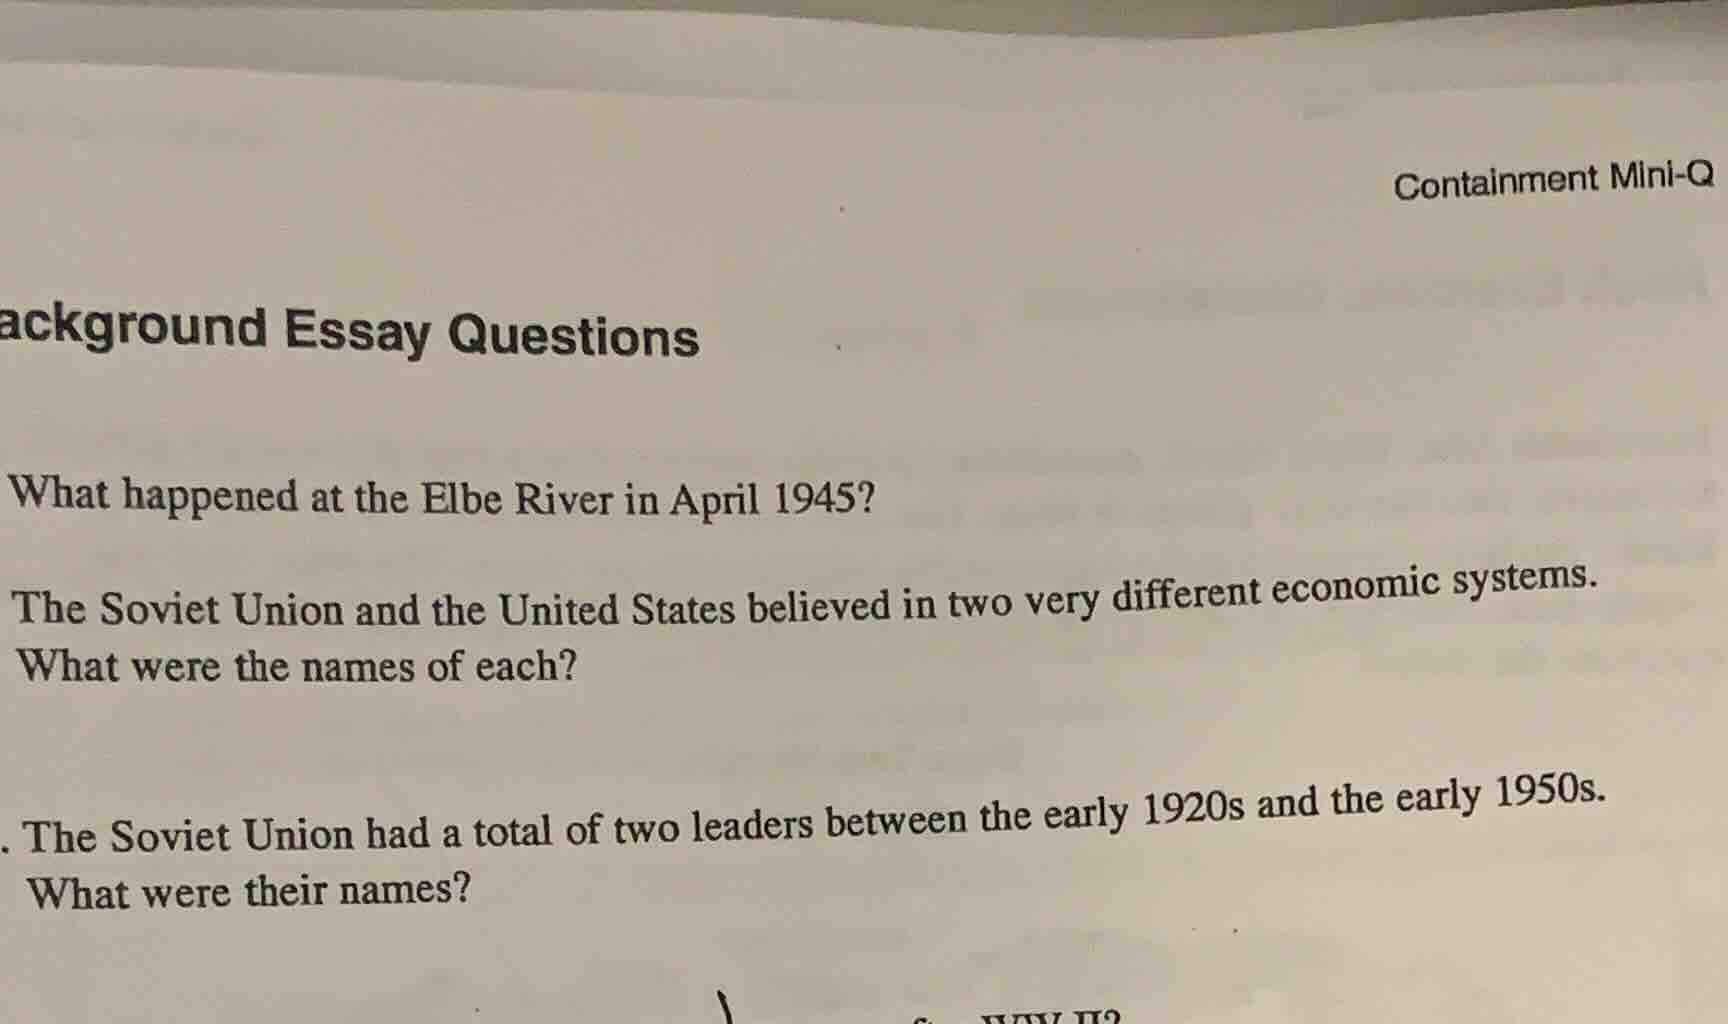 Containment Mini-Q
ackground Essay Questions
What happened at the Elbe River in April 1945?
The Soviet Union and the United States believed in two very different economic systems.
What were the names of each?
. The Soviet Union had a total of two leaders between the early 1920s and the early 1950s.
What were their names?
WW II?